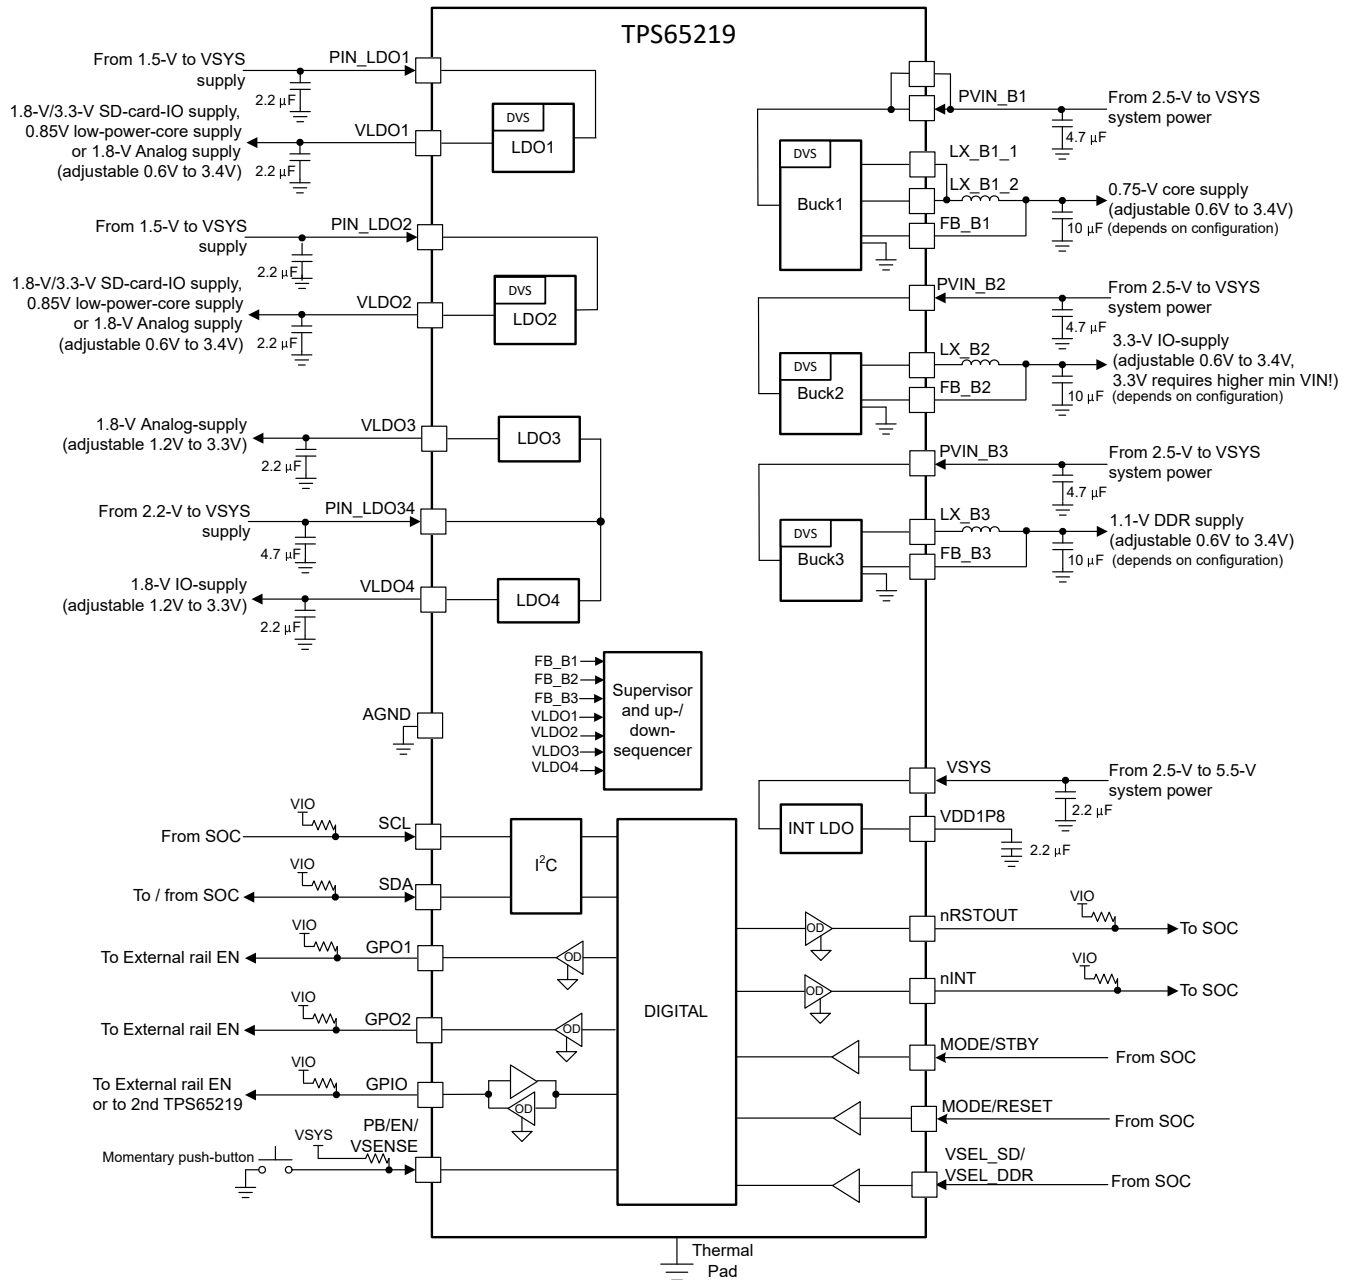 TPS65219
From 1.5-V to VSYS
supply
PIN_LDO1
2.2 μF
1.8-V/3.3-V SD-card-IO supply,
0.85V low-power-core supply
or 1.8-V Analog supply
(adjustable 0.6V to 3.4V)
VLDO1
2.2 μF
DVS
LDO1
From 1.5-V to VSYS
supply
PIN_LDO2
2.2 μF
1.8-V/3.3-V SD-card-IO supply,
0.85V low-power-core supply
or 1.8-V Analog supply
(adjustable 0.6V to 3.4V)
VLDO2
2.2 μF
DVS
LDO2
1.8-V Analog-supply
(adjustable 1.2V to 3.3V)
VLDO3
2.2 μF
LDO3
From 2.2-V to VSYS
supply
PIN_LDO34
4.7 μF
1.8-V IO-supply
(adjustable 1.2V to 3.3V)
VLDO4
2.2 μF
LDO4
PVIN_B1
From 2.5-V to VSYS
system power
4.7 μF
DVS
Buck1
LX_B1_1
LX_B1_2
FB_B1
0.75-V core supply
(adjustable 0.6V to 3.4V)
(depends on configuration)
10 μF
PVIN_B2
From 2.5-V to VSYS
system power
4.7 μF
DVS
Buck2
LX_B2
FB_B2
3.3-V IO-supply
(adjustable 0.6V to 3.4V,
3.3V requires higher min VIN!)
(depends on configuration)
10 μF
PVIN_B3
From 2.5-V to VSYS
system power
4.7 μF
DVS
Buck3
LX_B3
FB_B3
1.1-V DDR supply
(adjustable 0.6V to 3.4V)
(depends on configuration)
10 μF
FB_B1
FB_B2
FB_B3
VLDO1
VLDO2
VLDO3
VLDO4
Supervisor
and up-/
down-
sequencer
AGND
VSYS
From 2.5-V to 5.5-V
system power
2.2 μF
INT LDO
VDD1P8
2.2 μF
From SOC
VIO
SCL
I²C
To / from SOC
VIO
SDA
To External rail EN
VIO
GPO1
OD
To External rail EN
VIO
GPO2
OD
To External rail EN
or to 2nd TPS65219
VIO
GPIO
OD
Momentary push-button
VSYS
PB/EN/
VSENSE
DIGITAL
OD
nRSTOUT
VIO
To SOC
OD
nINT
VIO
To SOC
MODE/STBY
From SOC
MODE/RESET
From SOC
VSEL_SD/
VSEL_DDR
From SOC
Thermal
Pad